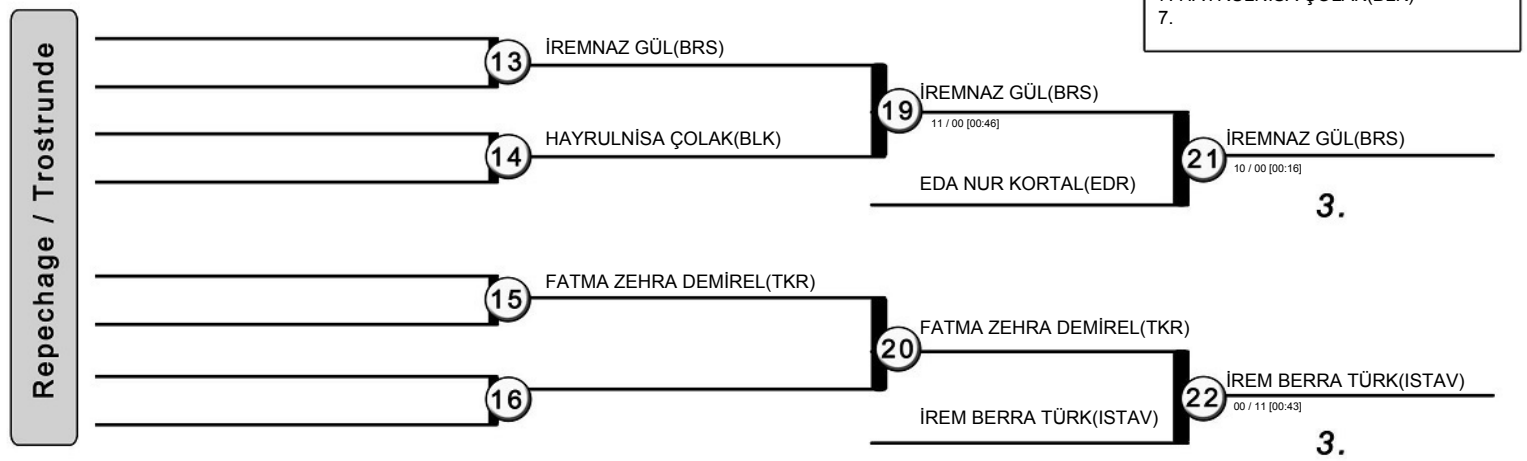 7.
Repechage / Trostrunde
13
İREMNAZ GÜL(BRS)
14
HAYRULNİSA ÇOLAK(BLK)
19
İREMNAZ GÜL(BRS)
11 / 00 [00:46]
EDA NUR KORTAL(EDR)
21
İREMNAZ GÜL(BRS)
10 / 00 [00:16]
3.
15
FATMA ZEHRA DEMİREL(TKR)
16
20
FATMA ZEHRA DEMİREL(TKR)
İREM BERRA TÜRK(ISTAV)
22
İREM BERRA TÜRK(ISTAV)
00 / 11 [00:43]
3.